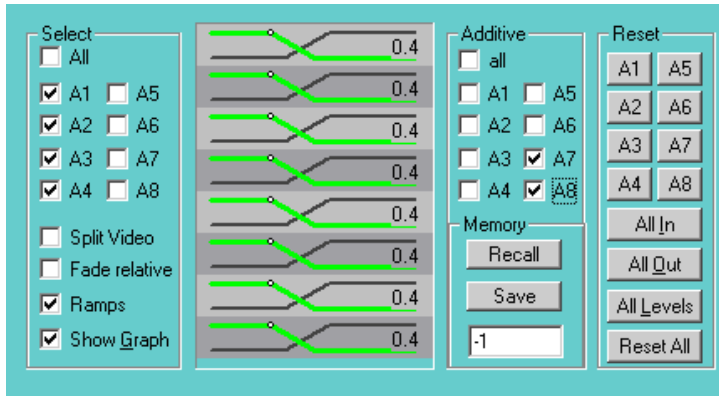 Select
All
A1 A5
A2 A6
A3 A7
A4 A8
Split Video
Fade relative
Ramps
Show Graph
0.4
0.4
0.4
0.4
0.4
0.4
0.4
0.4
Additive
all
A1 A5
A2 A6
A3 A7
A4 A8
Memory
Recall
Save
-1
Reset
A1 A5
A2 A6
A3 A7
A4 A8
All In
All Out
All Levels
Reset All